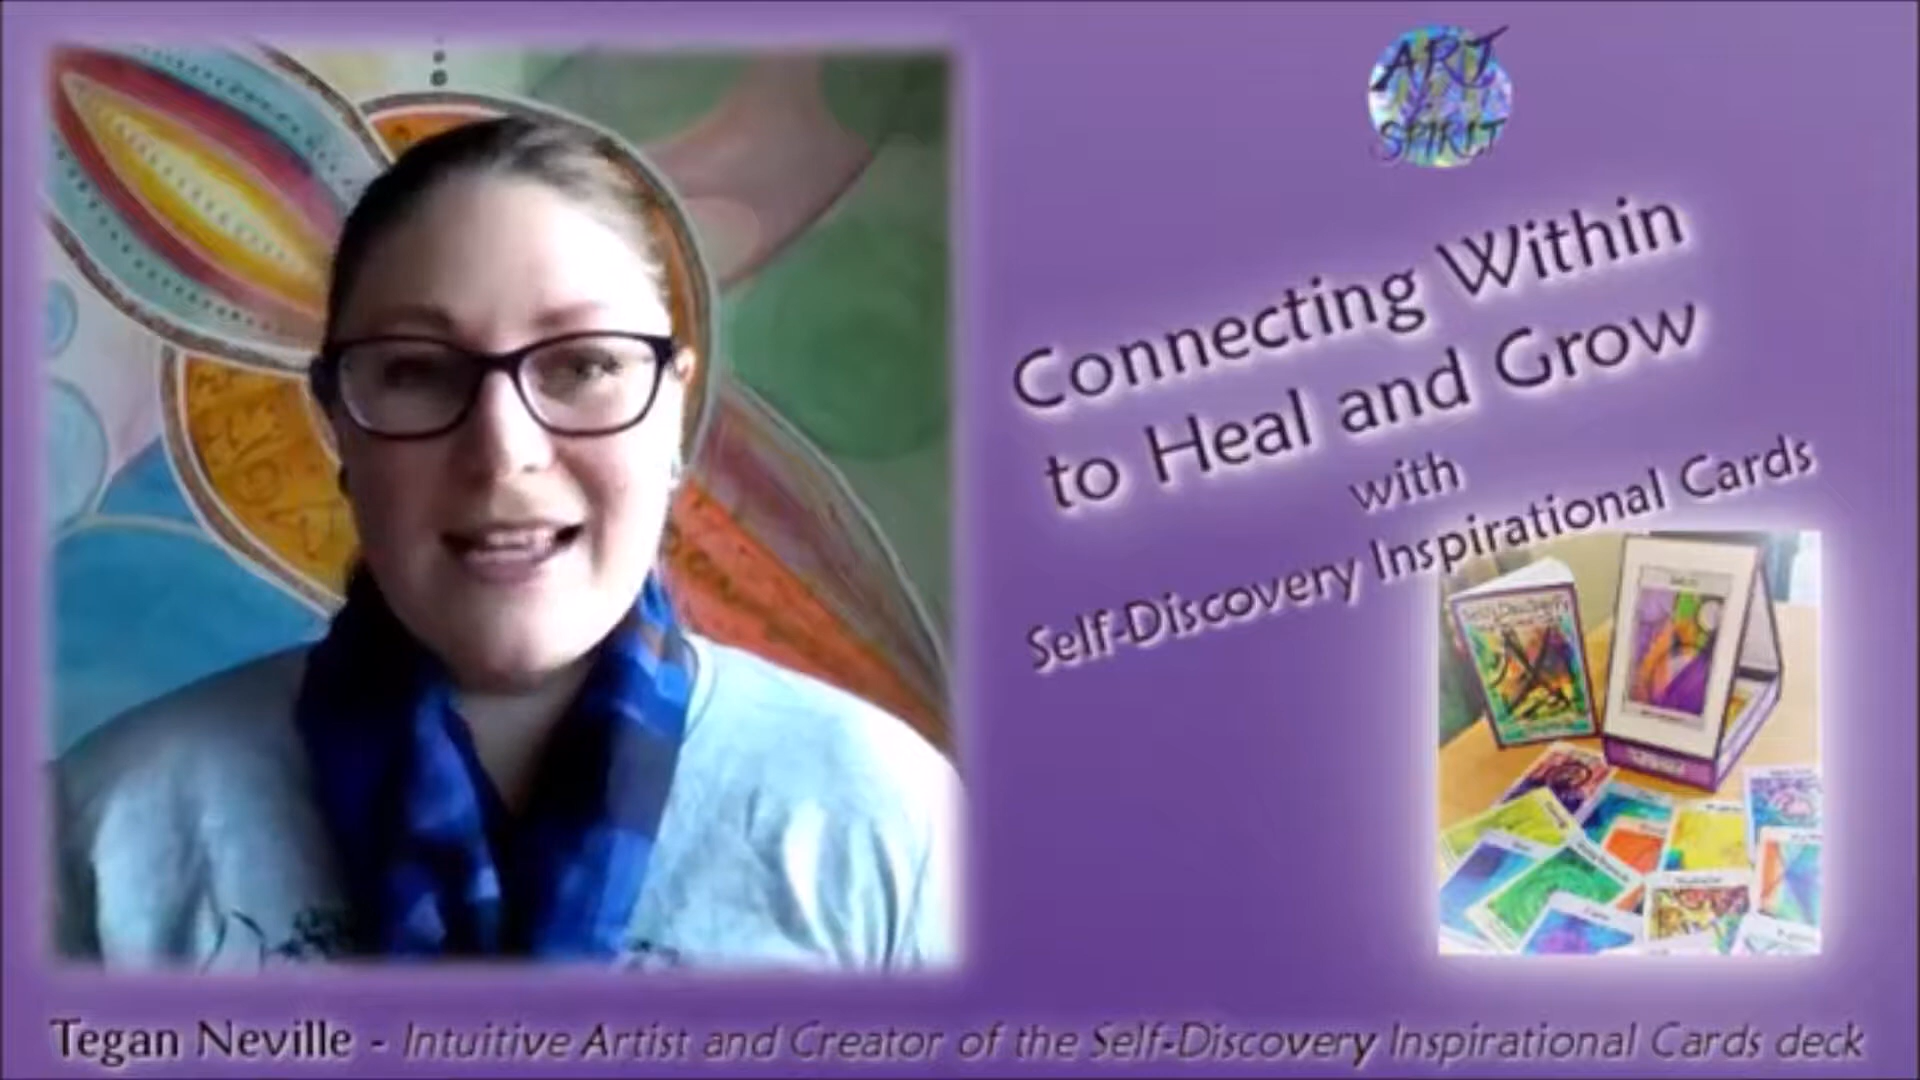 ART
SPIRIT
Connecting Within
to Heal and Grow
with
Self-Discovery Inspirational Cards
Tegan Neville - Intuitive Artist and Creator of the Self-Discovery Inspirational Cards deck